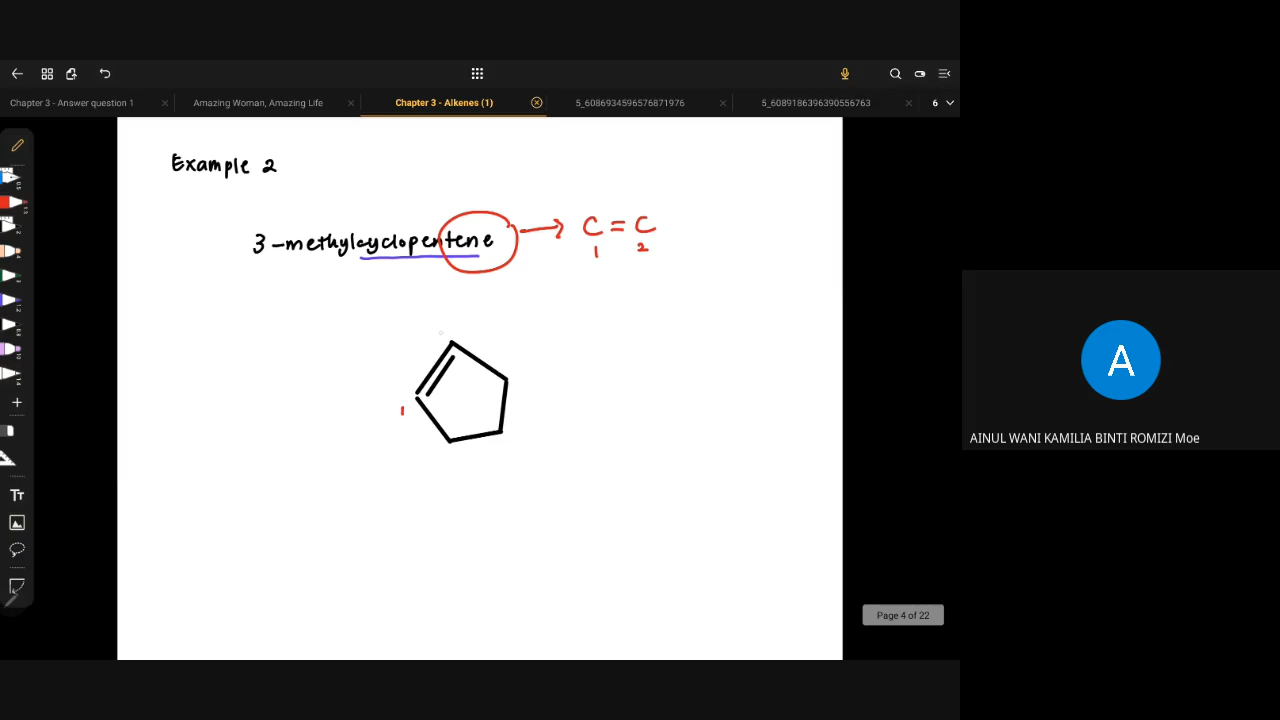 Chapter 3 - Answer question 1
Amazing Woman, Amazing Life
Chapter 3 - Alkenes (1)
5_6086934596576871976
5_6089186396390556763
6
Example 2
3-methylcyclopentene
C = C
1 2
1
Tт
Page 4 of 22
A
AINUL WANI KAMILIA BINTI ROMIZI Moe